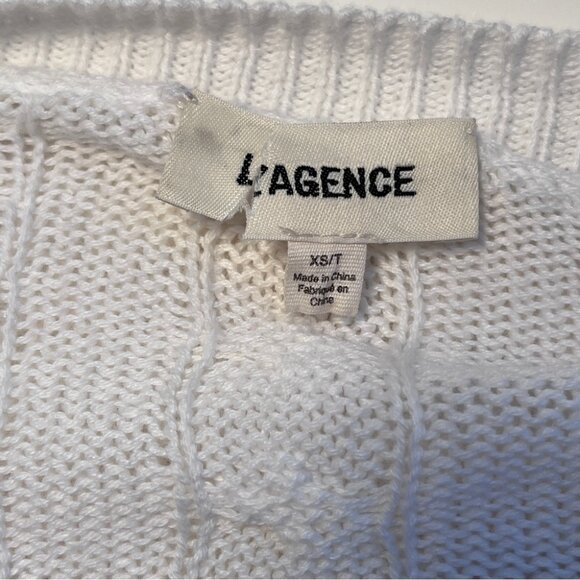 L'AGENCE
XS/T
Made in China
Fabriqué en
Chine